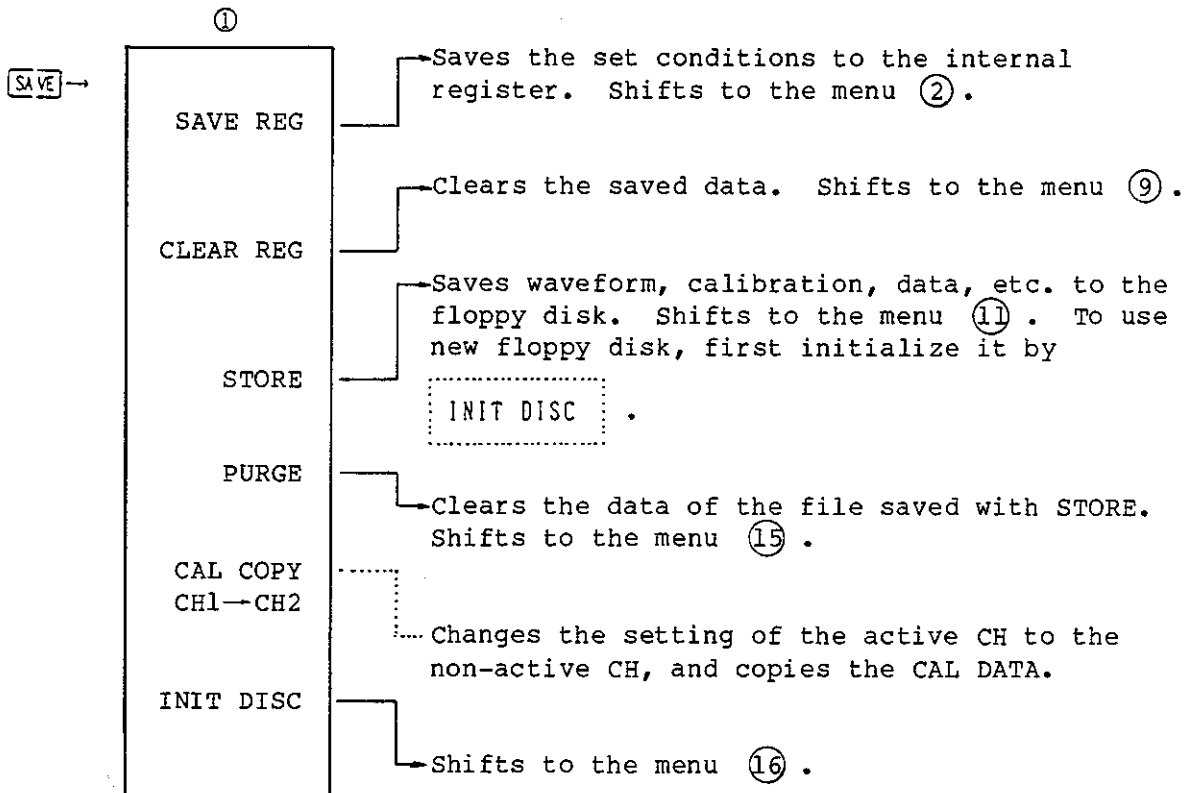 ①
SAVE →
Saves the set conditions to the internal
register. Shifts to the menu ②.
SAVE REG
Clears the saved data. Shifts to the menu ⑨.
CLEAR REG
Saves waveform, calibration, data, etc. to the
floppy disk. Shifts to the menu ⑪. To use
new floppy disk, first initialize it by
STORE
INIT DISC .
PURGE
Clears the data of the file saved with STORE.
Shifts to the menu ⑮.
CAL COPY
CH1→CH2
Changes the setting of the active CH to the
non-active CH, and copies the CAL DATA.
INIT DISC
Shifts to the menu ⑯.